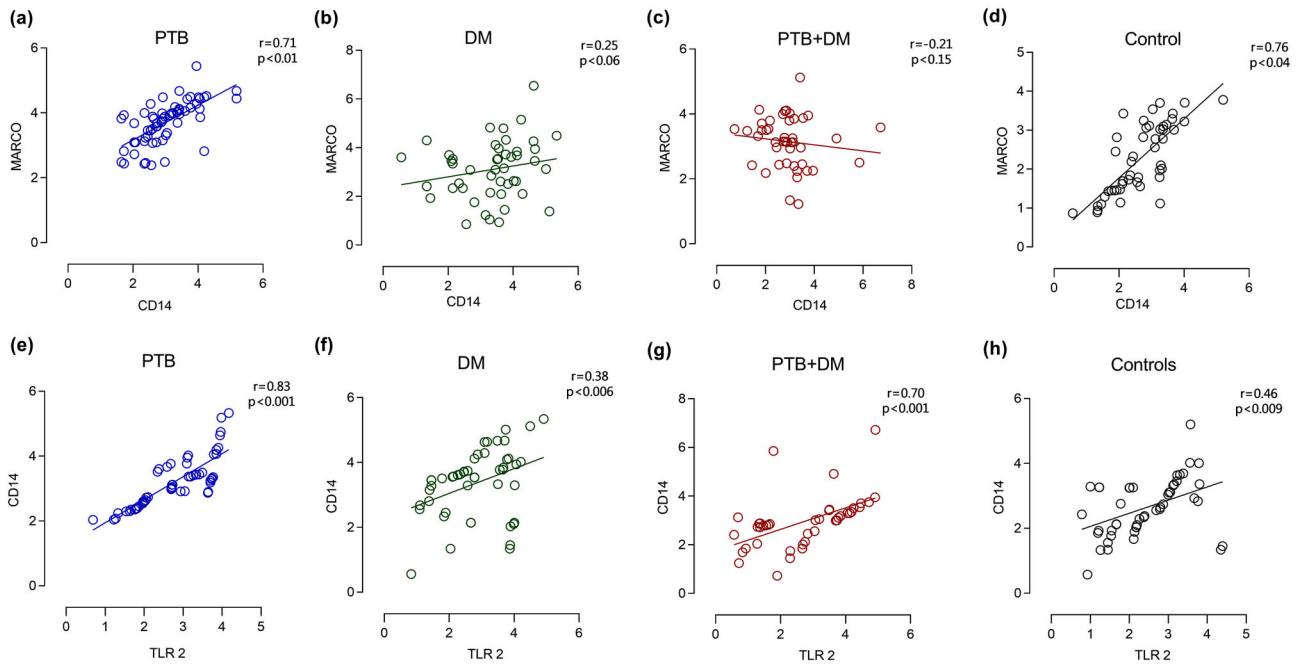 (a)
PTB
r=0.71
p<0.01
6
4
2
0
MARCO
0 2 4 6
CD14
(b)
DM
r=0.25
p<0.06
8
6
4
2
0
MARCO
0 2 4 6
CD14
(c)
PTB+DM
r=-0.21
p<0.15
6
4
2
0
MARCO
0 2 4 6 8
CD14
(d)
Control
r=0.76
p<0.04
5
4
3
2
1
0
MARCO
0 2 4 6
CD14
(e)
PTB
r=0.83
p<0.001
6
4
2
0
CD14
0 1 2 3 4 5
TLR 2
(f)
DM
r=0.38
p<0.006
6
4
2
0
CD14
0 2 4 6
TLR 2
(g)
PTB+DM
r=0.70
p<0.001
8
6
4
2
0
CD14
0 2 4 6
TLR 2
(h)
Controls
r=0.46
p<0.009
6
4
2
0
CD14
0 1 2 3 4 5
TLR 2